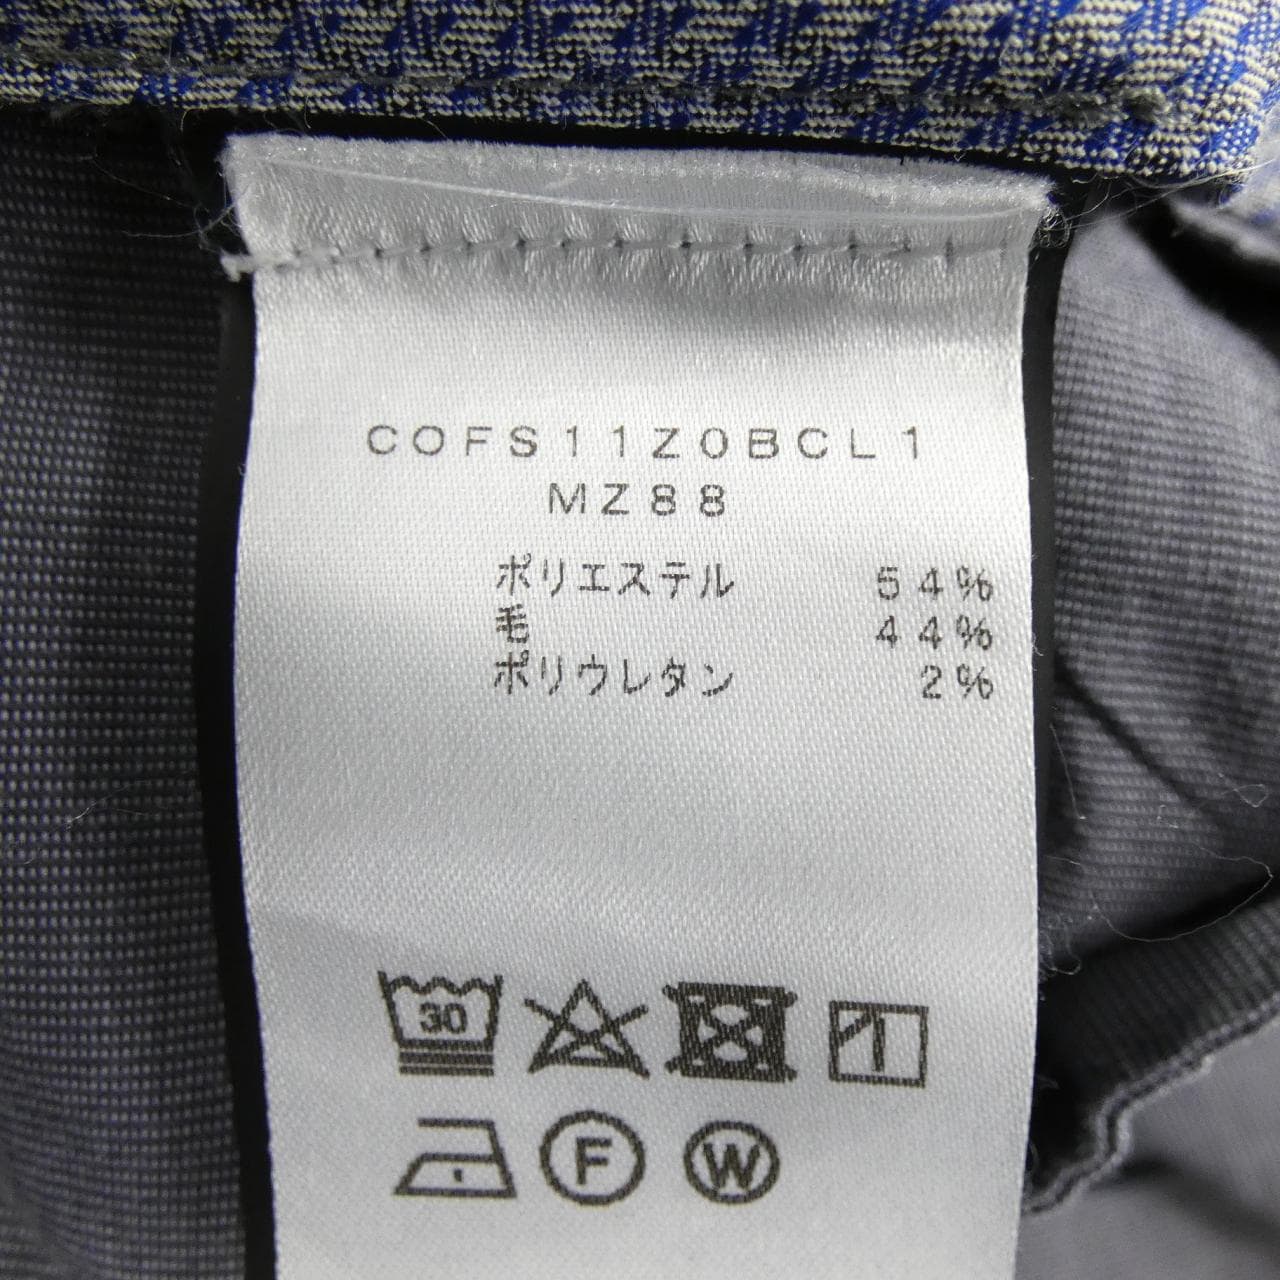 COFS11Z0BCL1
MZ88
ポリエステル 54%
毛 44%
ポリウレタン 2%
30
F W